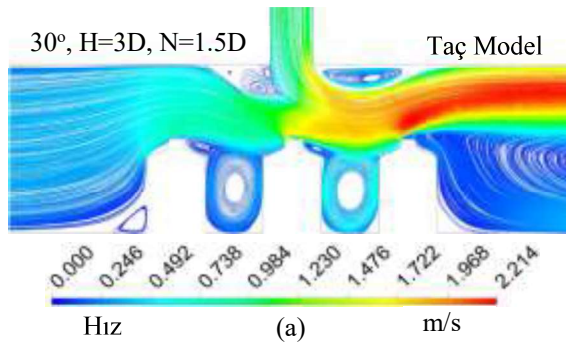 30°, H=3D, N=1.5D
Taç Model
0.000 0.246 0.492 0.738 0.984 1.230 1.476 1.722 1.968 2.214
Hız (a) m/s